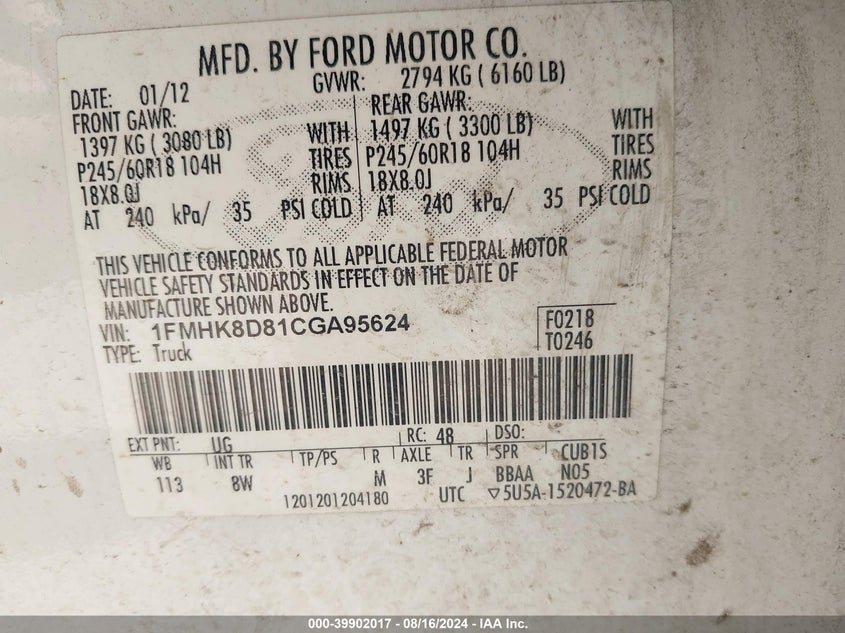 MFD. BY FORD MOTOR CO.
DATE: 01/12 GVWR: 2794 KG ( 6160 LB)
FRONT GAWR: REAR GAWR:
1397 KG ( 3080 LB) WITH 1497 KG ( 3300 LB) WITH
P245/60R18 104H TIRES P245/60R18 104H TIRES
18X8.0J RIMS 18X8.0J RIMS
AT 240 kPa/ 35 PSI COLD AT 240 kPa/ 35 PSI COLD
THIS VEHICLE CONFORMS TO ALL APPLICABLE FEDERAL MOTOR
VEHICLE SAFETY STANDARDS IN EFFECT ON THE DATE OF
MANUFACTURE SHOWN ABOVE.
VIN: 1FMHK8D81CGA95624 F0218
TYPE: Truck T0246
EXT PNT: UG RC: 48 DSO:
WB INT TR TP/PS R AXLE TR SPR CUB1S
113 8W M 3F J BBAA N05
1201201204180 UTC ▽5U5A-1520472-BA
000-39902017 - 08/16/2024 - IAA Inc.